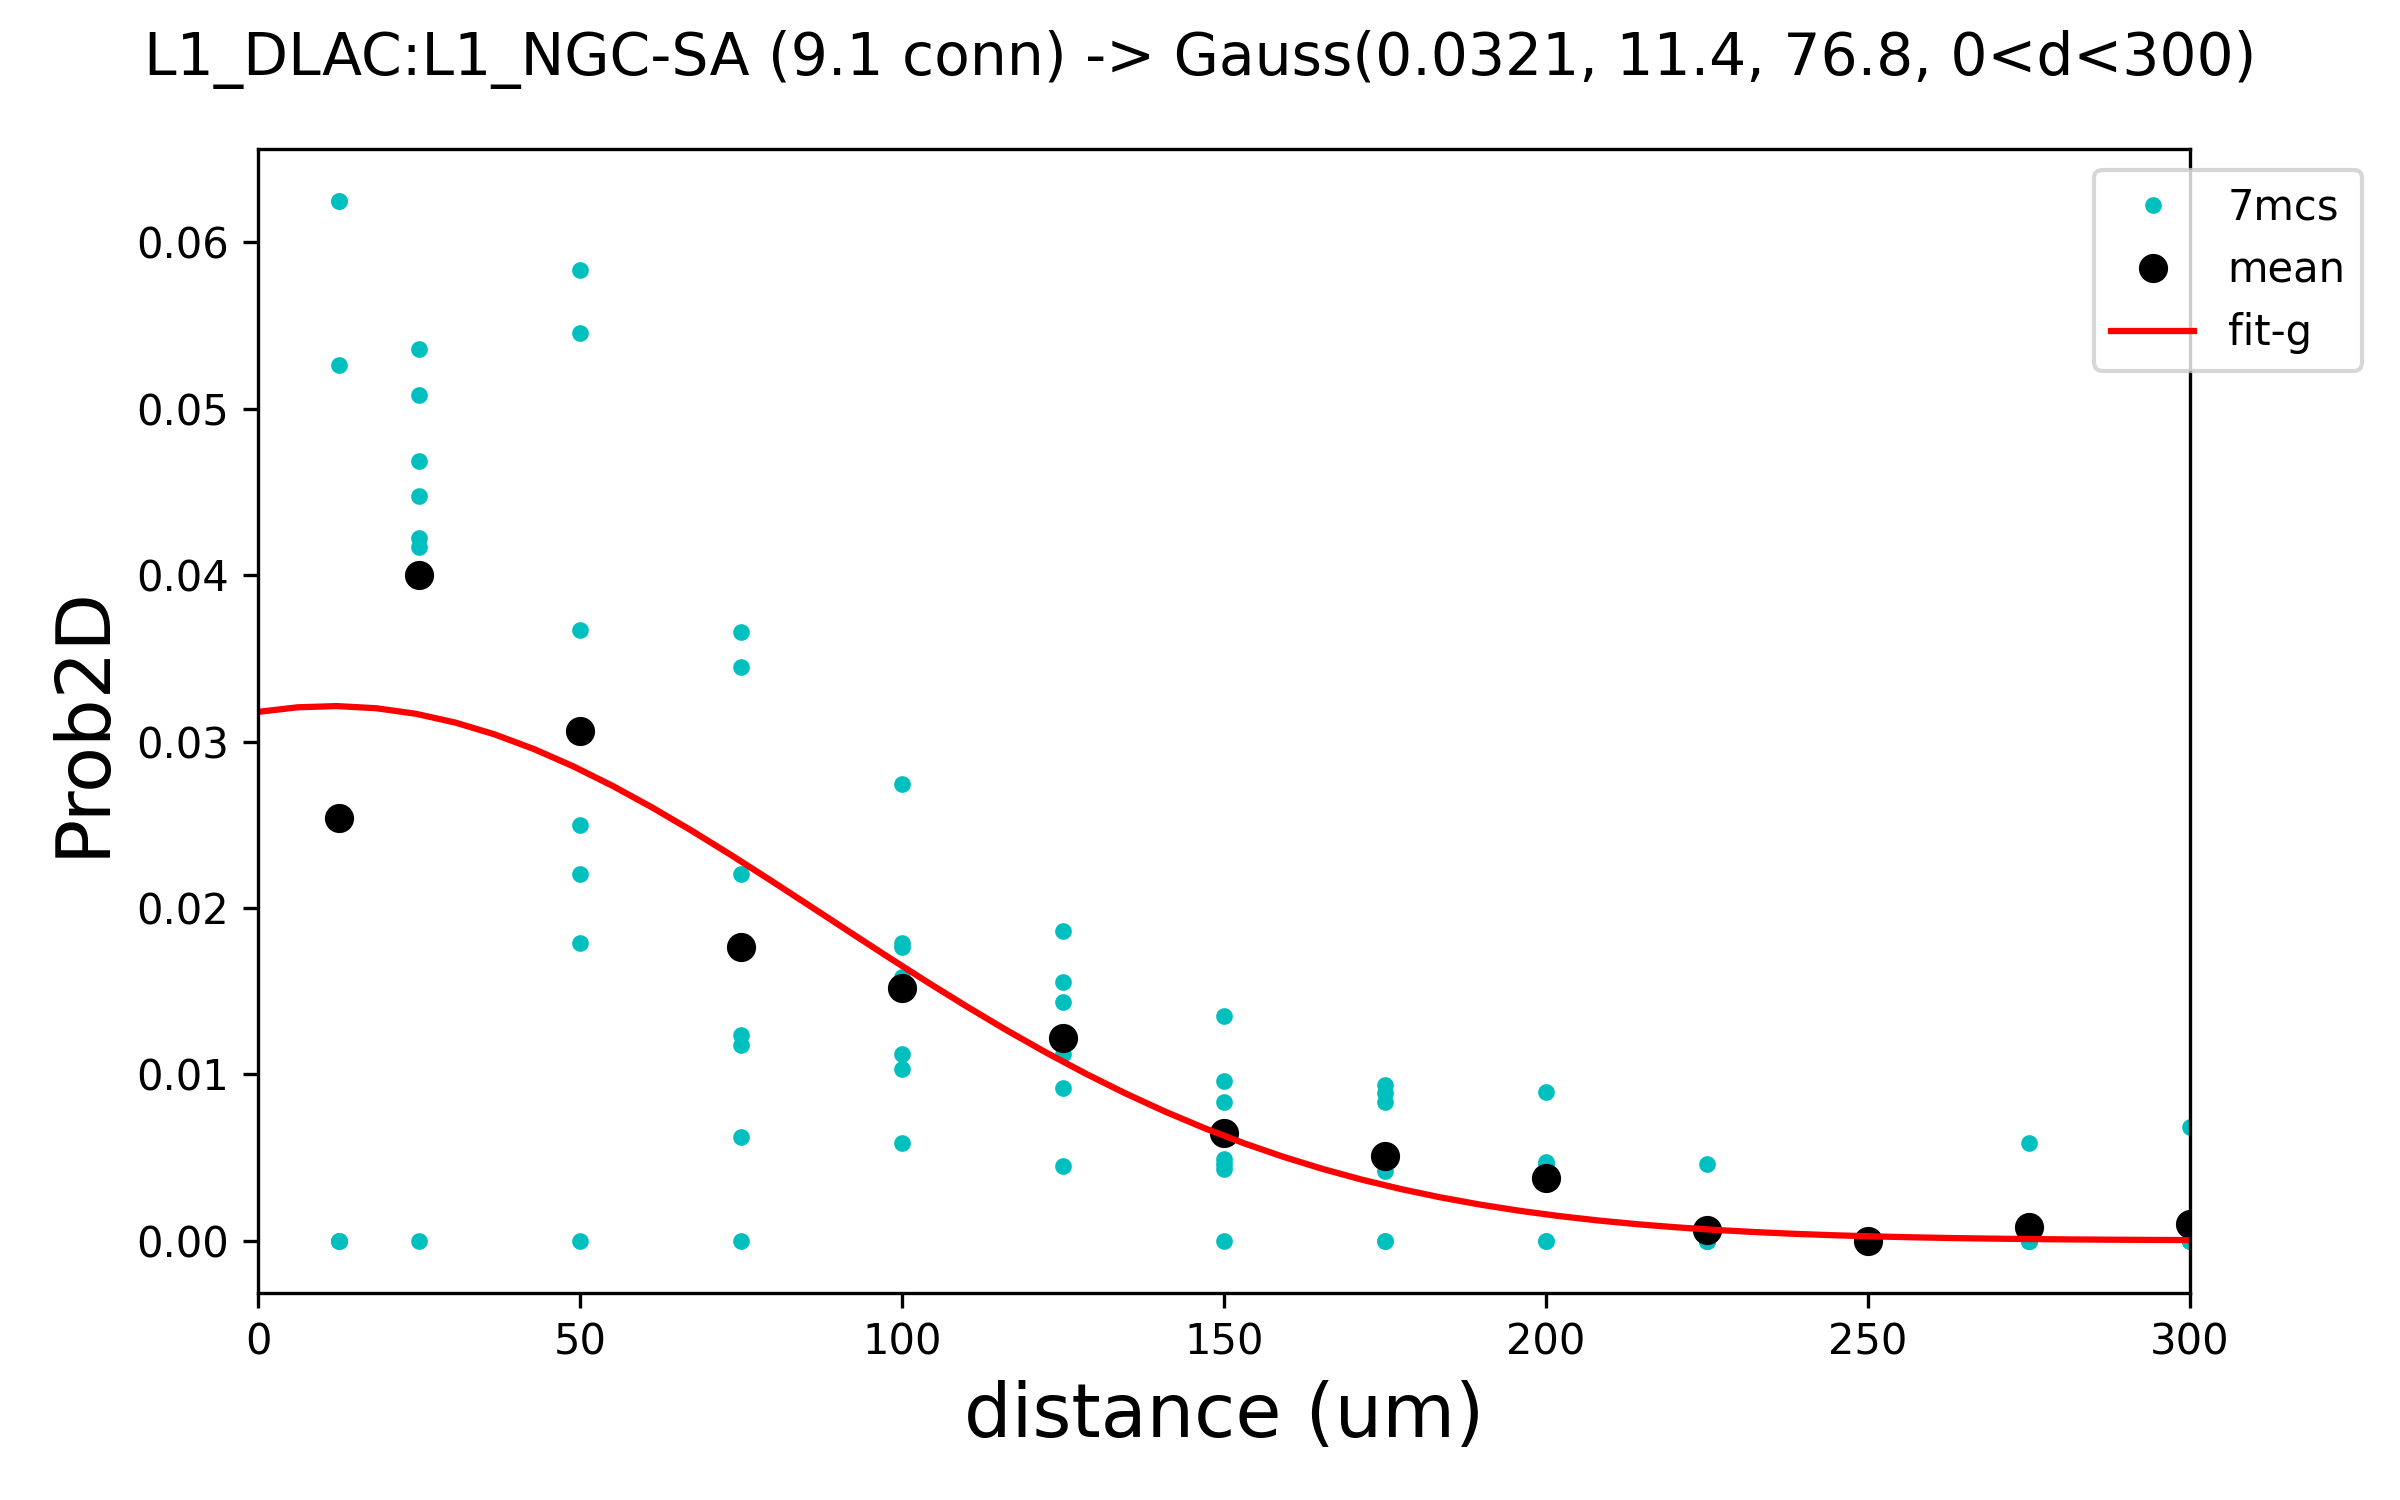 L1_DLAC:L1_NGC-SA (9.1 conn) -> Gauss(0.0321, 11.4, 76.8, 0<d<300)
7mcs
mean
fit-g
Prob2D
0.06
0.05
0.04
0.03
0.02
0.01
0.00
0 50 100 150 200 250 300
distance (um)